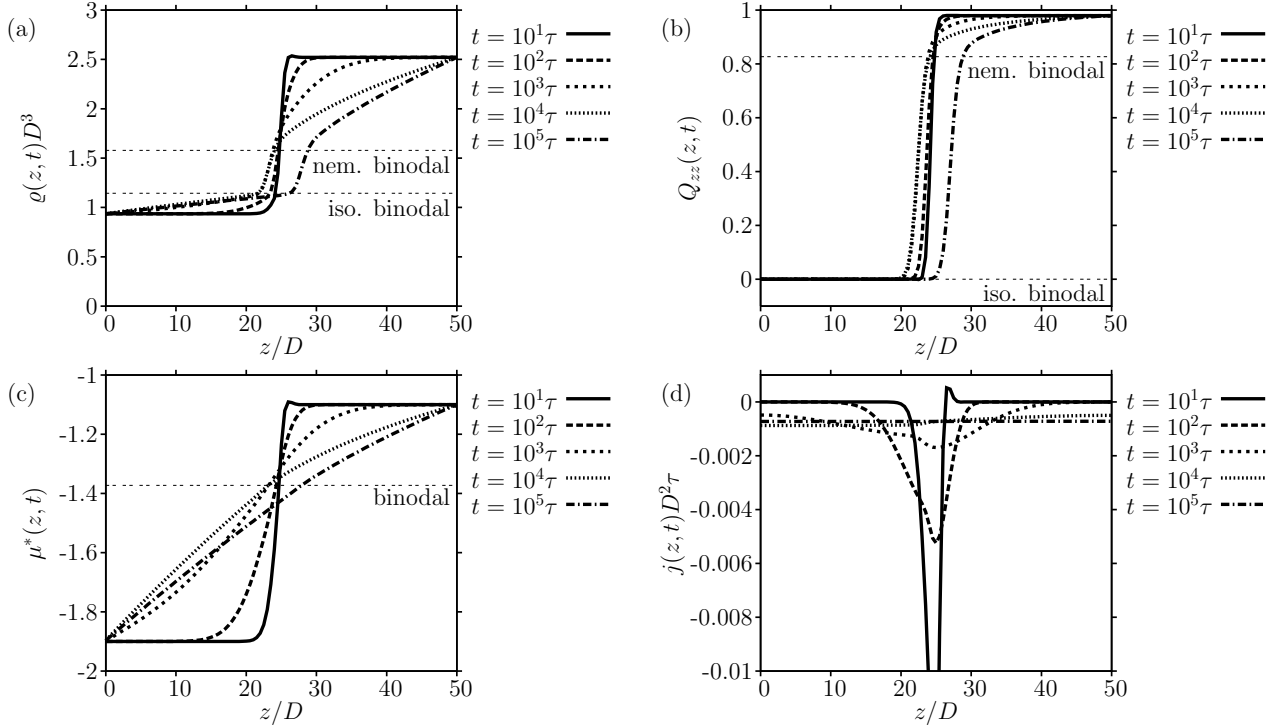 (a)
ϱ(z, t)D³
3
2.5
2
1.5
1
0.5
0
nem. binodal
iso. binodal
0 10 20 30 40 50
z/D
t = 10¹τ
t = 10²τ
t = 10³τ
t = 10⁴τ
t = 10⁵τ
(b)
Q_zz(z, t)
1
0.8
0.6
0.4
0.2
0
nem. binodal
iso. binodal
0 10 20 30 40 50
z/D
t = 10¹τ
t = 10²τ
t = 10³τ
t = 10⁴τ
t = 10⁵τ
(c)
μ*(z, t)
-1
-1.2
-1.4
-1.6
-1.8
-2
binodal
0 10 20 30 40 50
z/D
t = 10¹τ
t = 10²τ
t = 10³τ
t = 10⁴τ
t = 10⁵τ
(d)
j(z, t)D²τ
0
-0.002
-0.004
-0.006
-0.008
-0.01
0 10 20 30 40 50
z/D
t = 10¹τ
t = 10²τ
t = 10³τ
t = 10⁴τ
t = 10⁵τ